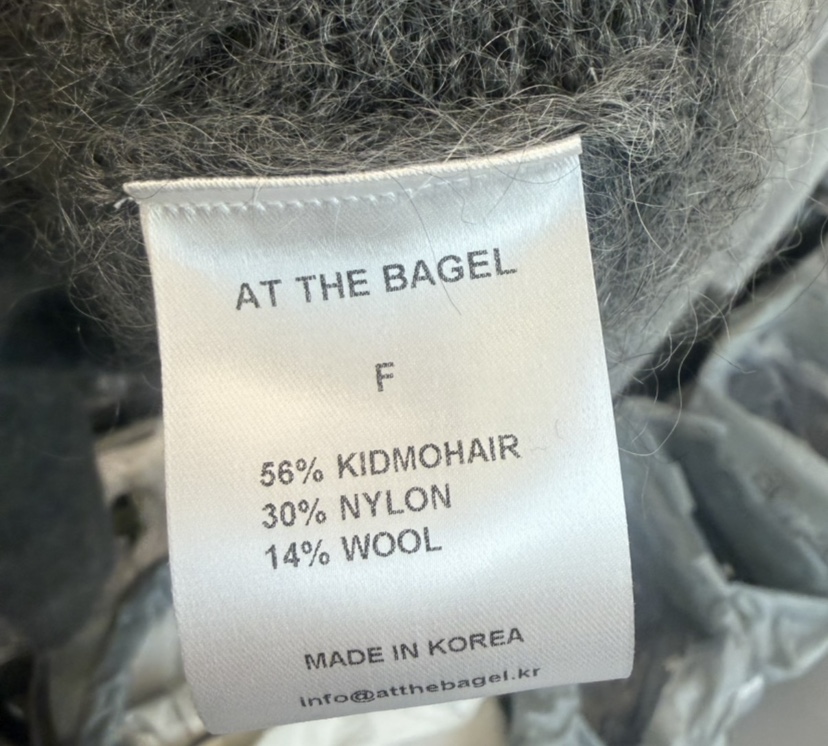 AT THE BAGEL
F
56% KIDMOHAIR
30% NYLON
14% WOOL
MADE IN KOREA
info@atthebagel.kr